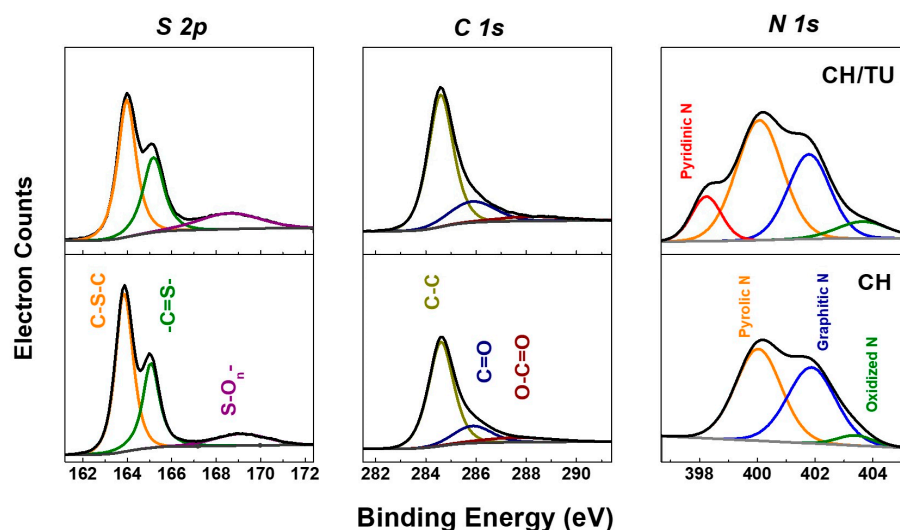 S 2p
C 1s
N 1s
CH/TU
Pyridinic N
Electron Counts
C-S-C
-C=S-
S-On-
C-C
C=O
O-C=O
CH
Pyrolic N
Graphitic N
Oxidized N
162 164 166 168 170 172
282 284 286 288 290
398 400 402 404
Binding Energy (eV)